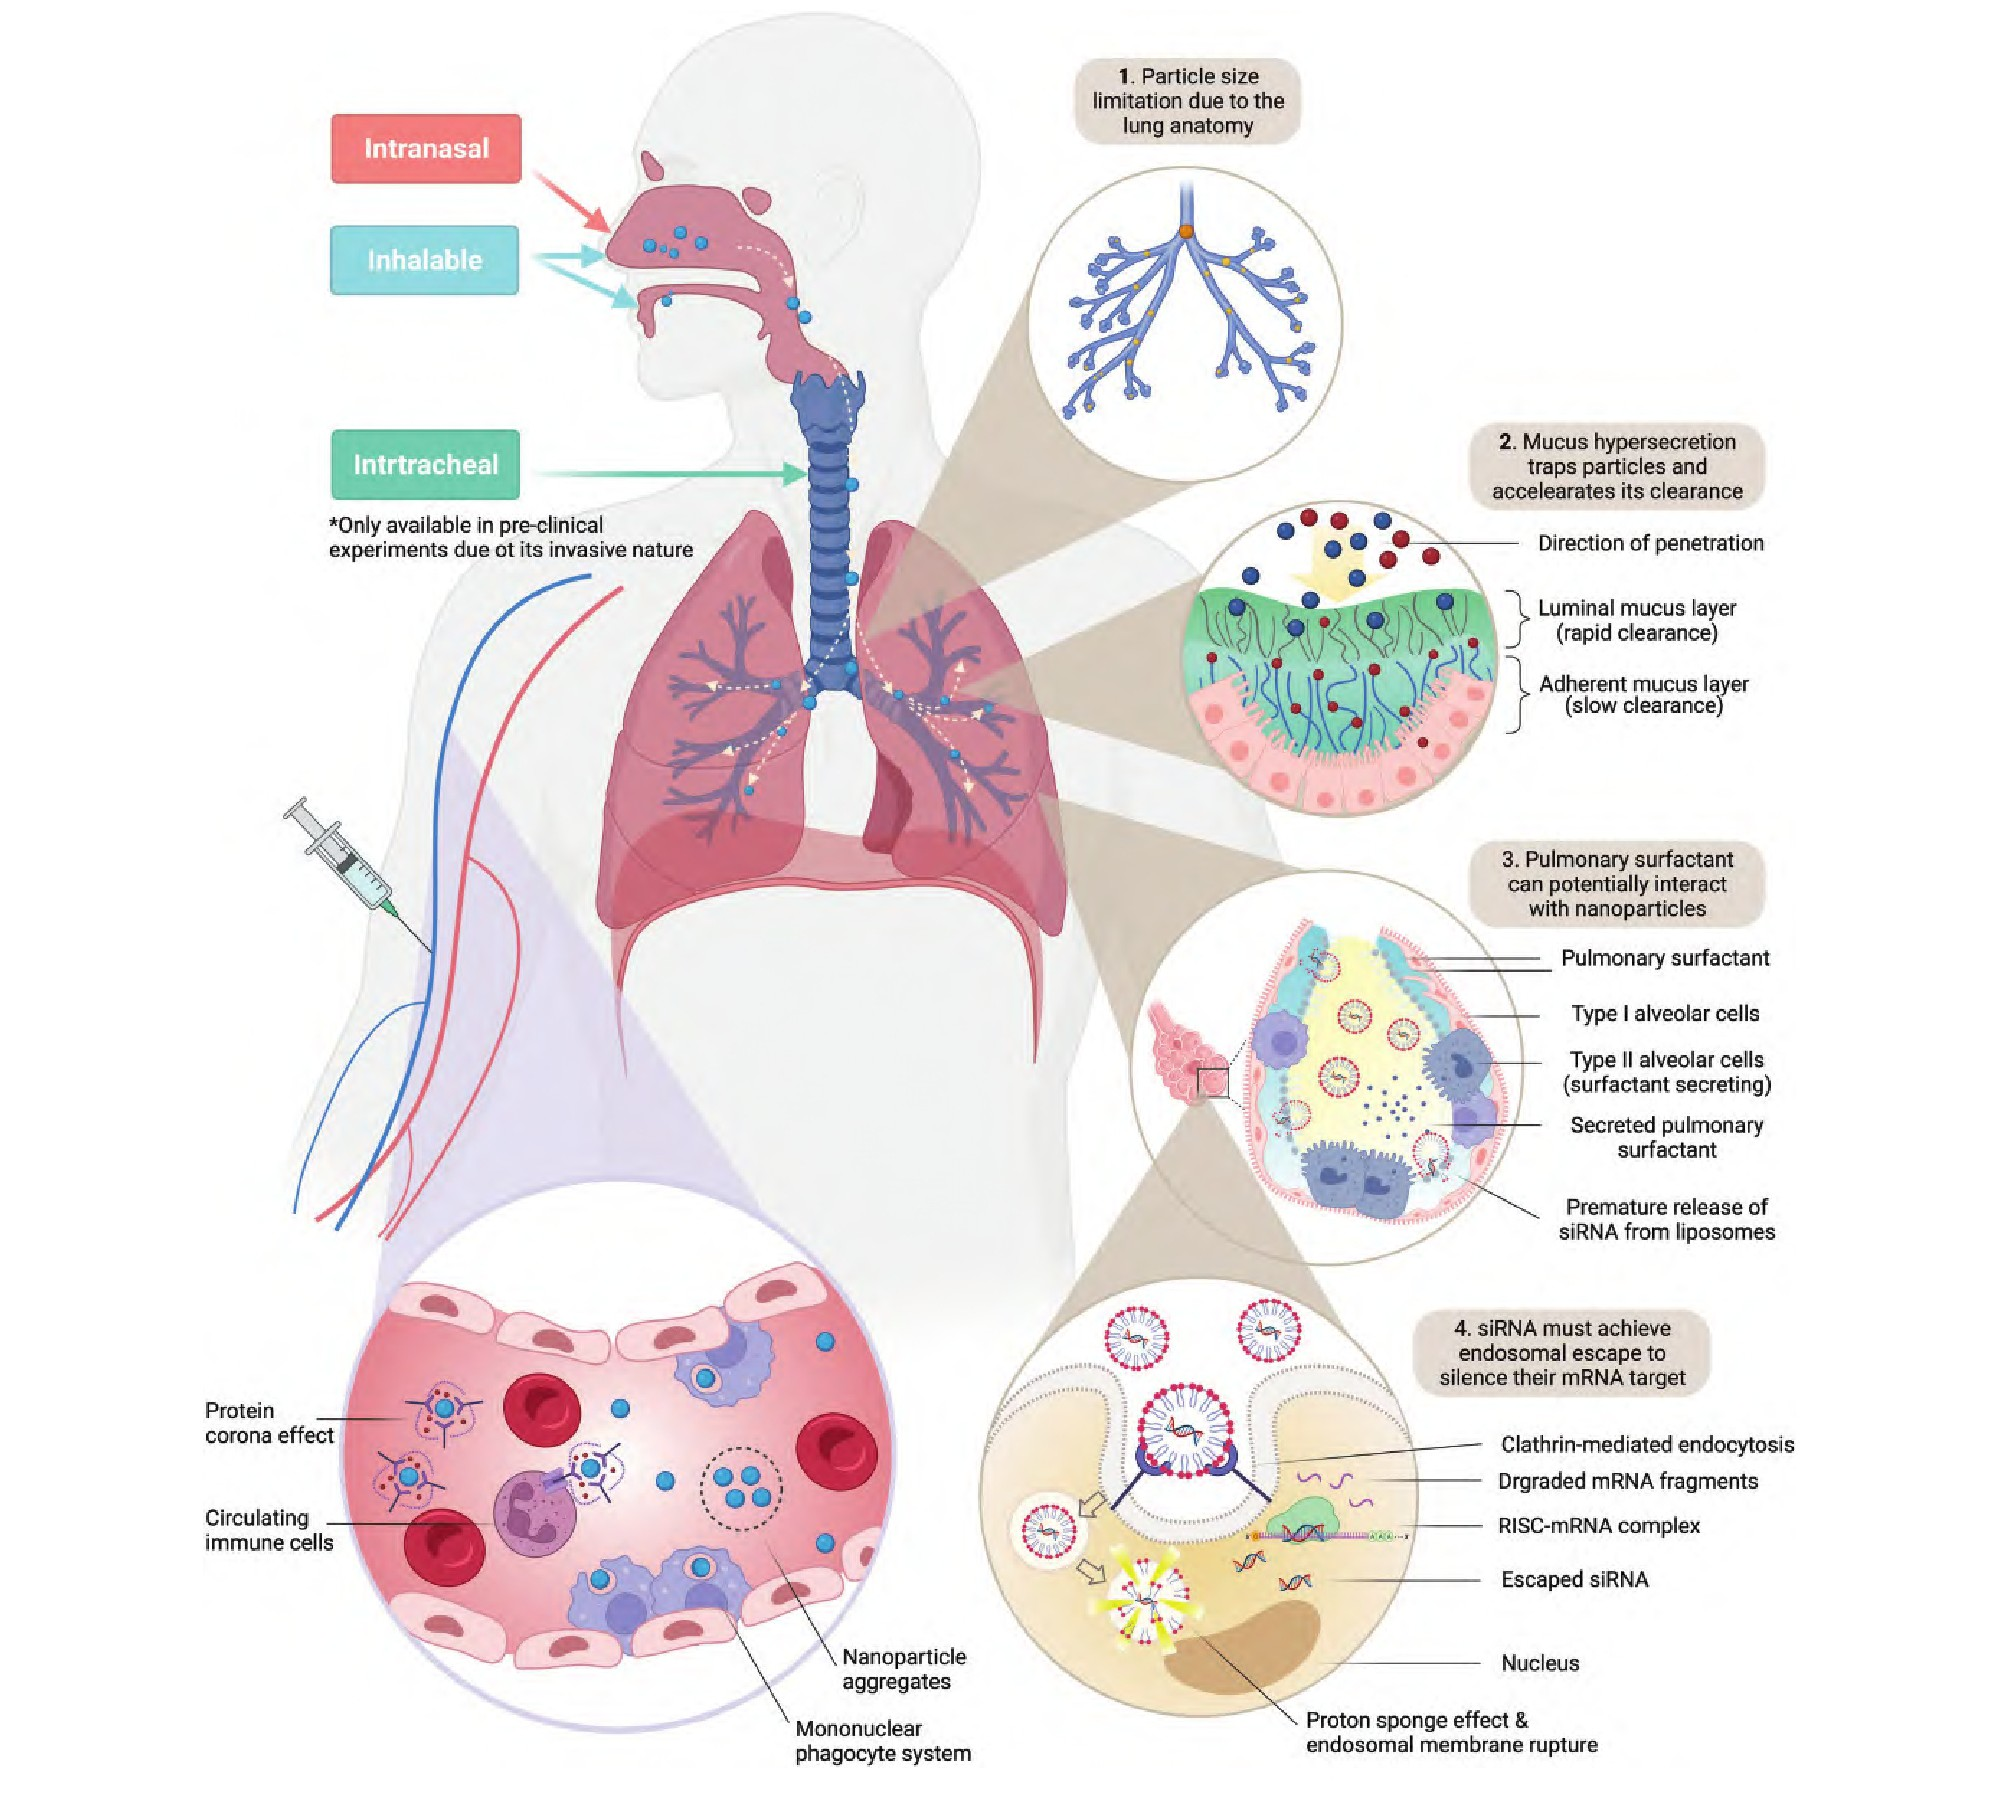 Intranasal
Inhalable
Intrtracheal
*Only available in pre-clinical
experiments due ot its invasive nature
1. Particle size
limitation due to the
lung anatomy
2. Mucus hypersecretion
traps particles and
accelearates its clearance
Direction of penetration
Luminal mucus layer
(rapid clearance)
Adherent mucus layer
(slow clearance)
3. Pulmonary surfactant
can potentially interact
with nanoparticles
Pulmonary surfactant
Type I alveolar cells
Type II alveolar cells
(surfactant secreting)
Secreted pulmonary
surfactant
Premature release of
siRNA from liposomes
4. siRNA must achieve
endosomal escape to
silence their mRNA target
Clathrin-mediated endocytosis
Drgraded mRNA fragments
RISC-mRNA complex
Escaped siRNA
Nucleus
Proton sponge effect &
endosomal membrane rupture
Protein
corona effect
Circulating
immune cells
Nanoparticle
aggregates
Mononuclear
phagocyte system